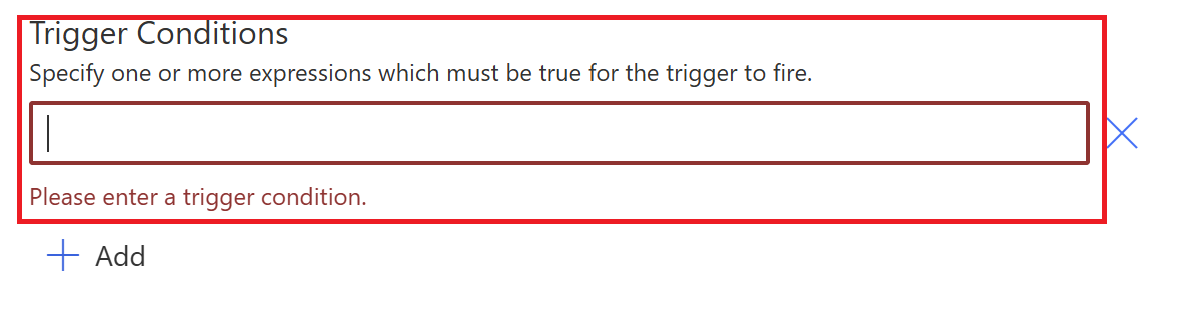 Trigger Conditions
Specify one or more expressions which must be true for the trigger to fire.
Please enter a trigger condition.
Add